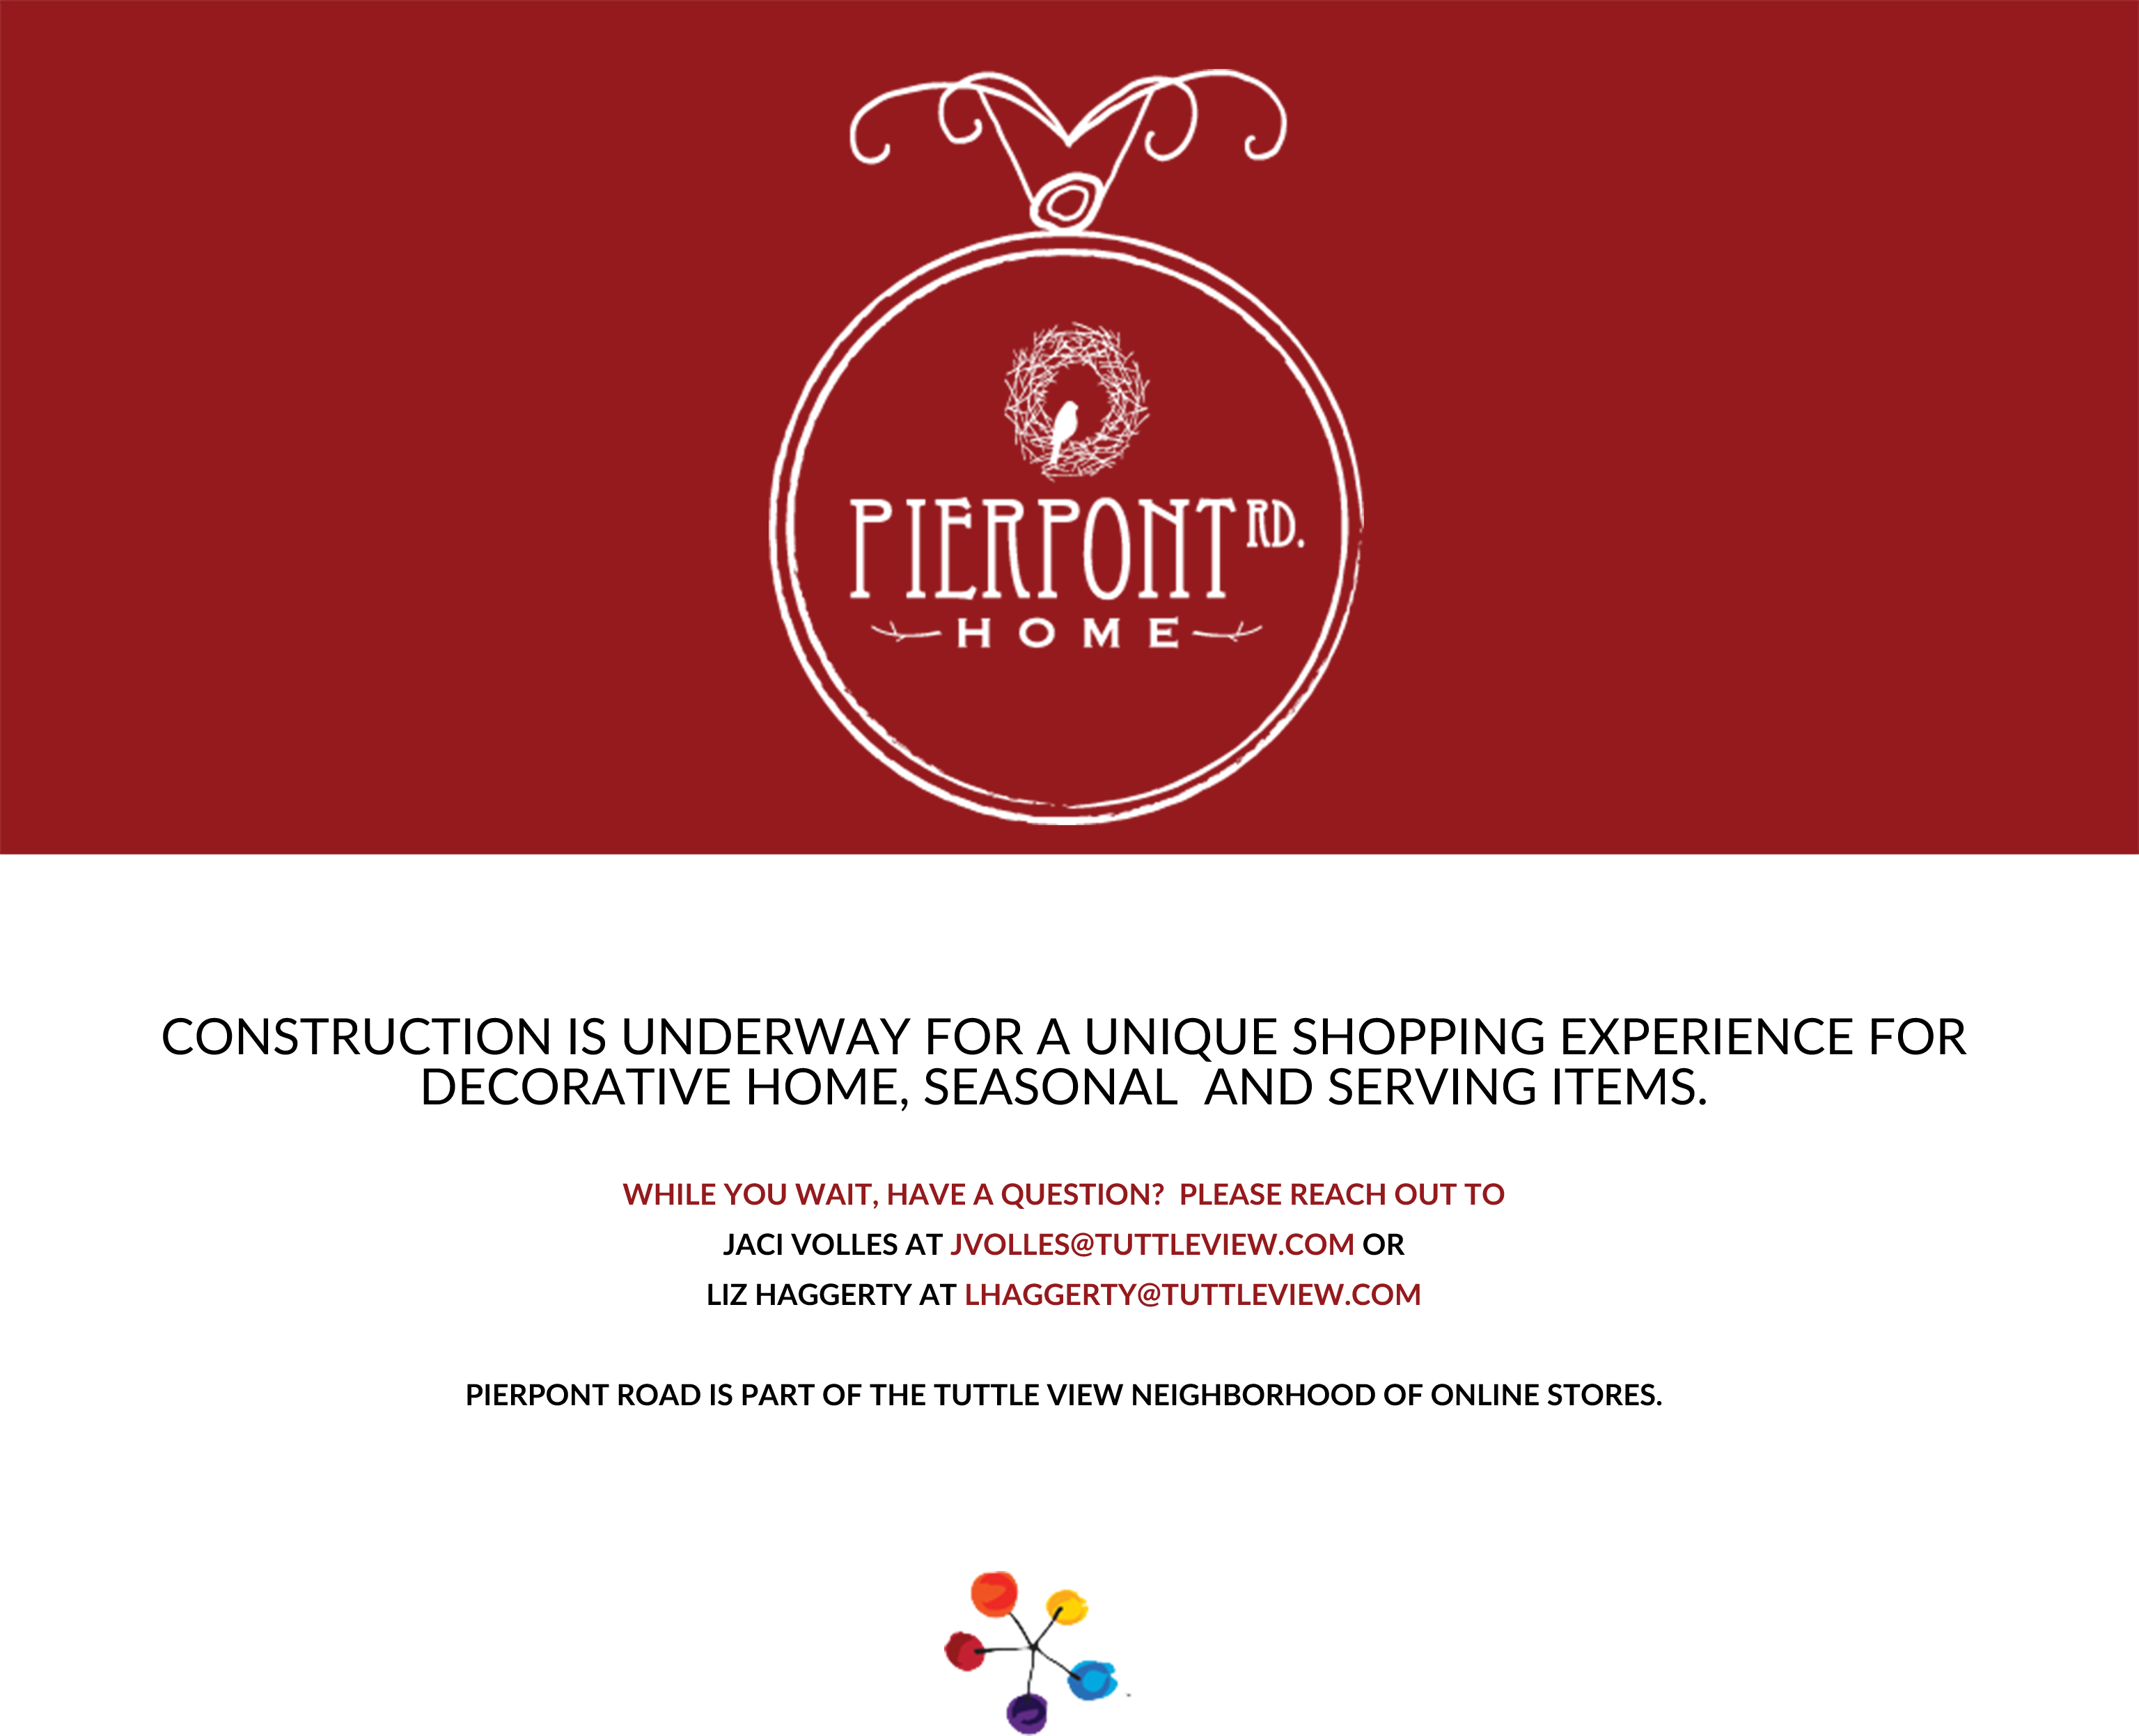 PIERPONT RD.
HOME
CONSTRUCTION IS UNDERWAY FOR A UNIQUE SHOPPING EXPERIENCE FOR
DECORATIVE HOME, SEASONAL  AND SERVING ITEMS.
WHILE YOU WAIT, HAVE A QUESTION?  PLEASE REACH OUT TO
JACI VOLLES AT JVOLLES@TUTTLEVIEW.COM OR
LIZ HAGGERTY AT LHAGGERTY@TUTTLEVIEW.COM
PIERPONT ROAD IS PART OF THE TUTTLE VIEW NEIGHBORHOOD OF ONLINE STORES.